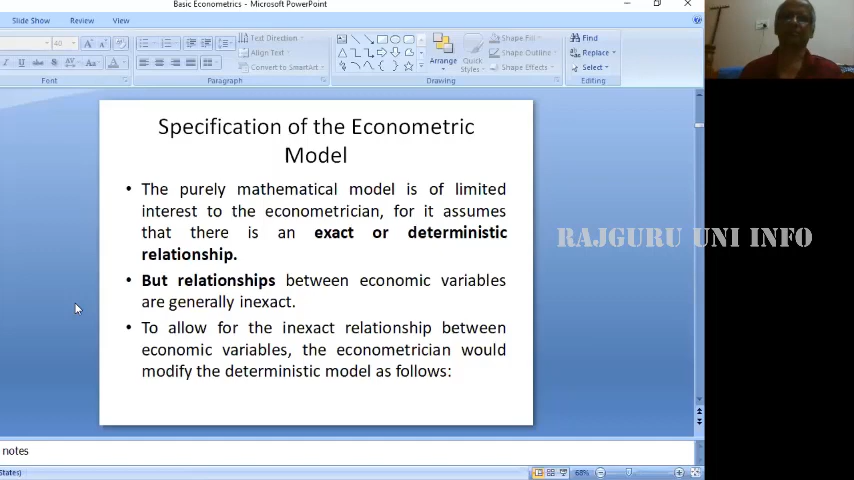 Basic Econometrics - Microsoft PowerPoint
Slide Show Review View
40
Text Direction
Align Text
Convert to SmartArt
Arrange
Quick
Styles
Shape Fill
Shape Outline
Shape Effects
Find
Replace
Select
Font Paragraph Drawing Editing
Specification of the Econometric
Model
• The purely mathematical model is of limited
interest to the econometrician, for it assumes
that there is an exact or deterministic
relationship.
• But relationships between economic variables
are generally inexact.
• To allow for the inexact relationship between
economic variables, the econometrician would
modify the deterministic model as follows:
RAJGURU UNI INFO
notes
States)
68%